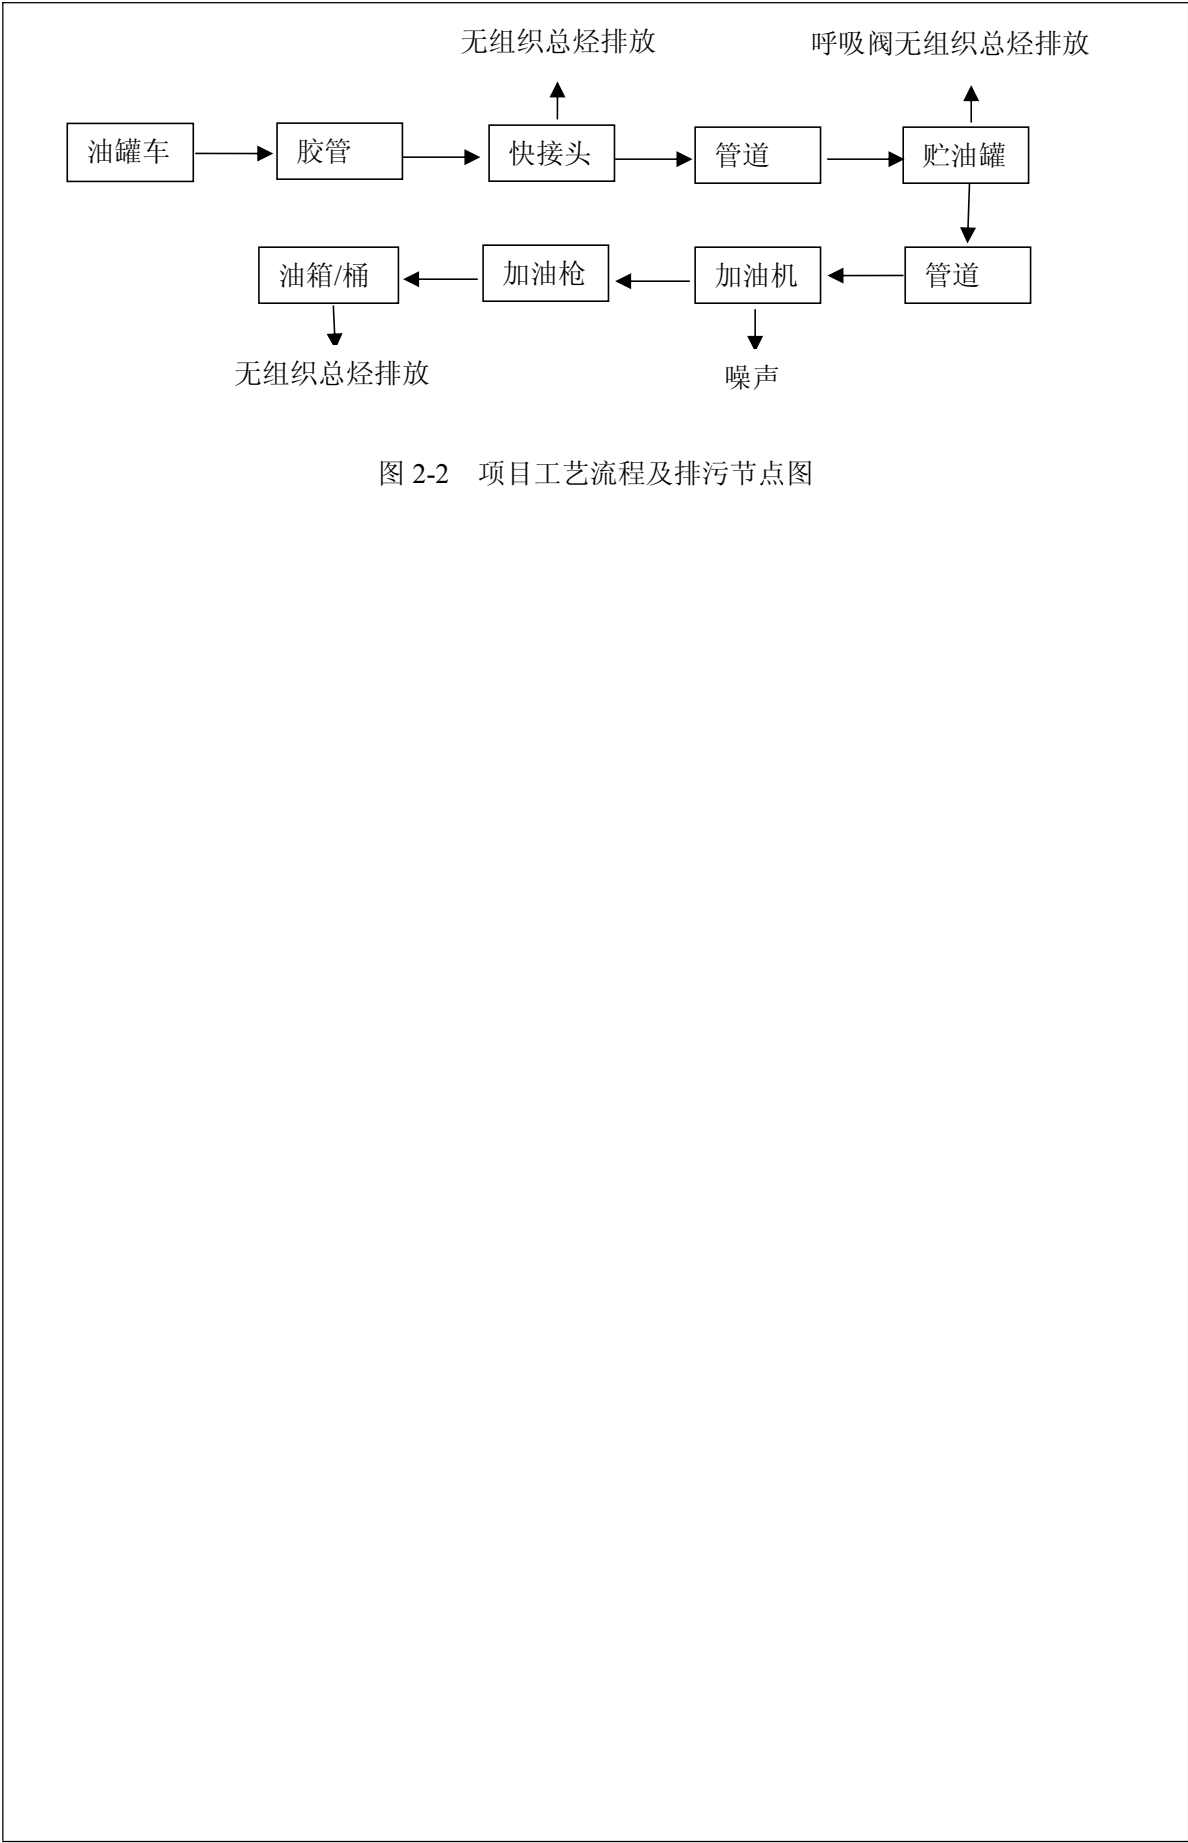 无组织总烃排放 呼吸阀无组织总烃排放
油罐车 胶管 快接头 管道 贮油罐
油箱/桶 加油枪 加油机 管道
无组织总烃排放 噪声
图 2-2 项目工艺流程及排污节点图